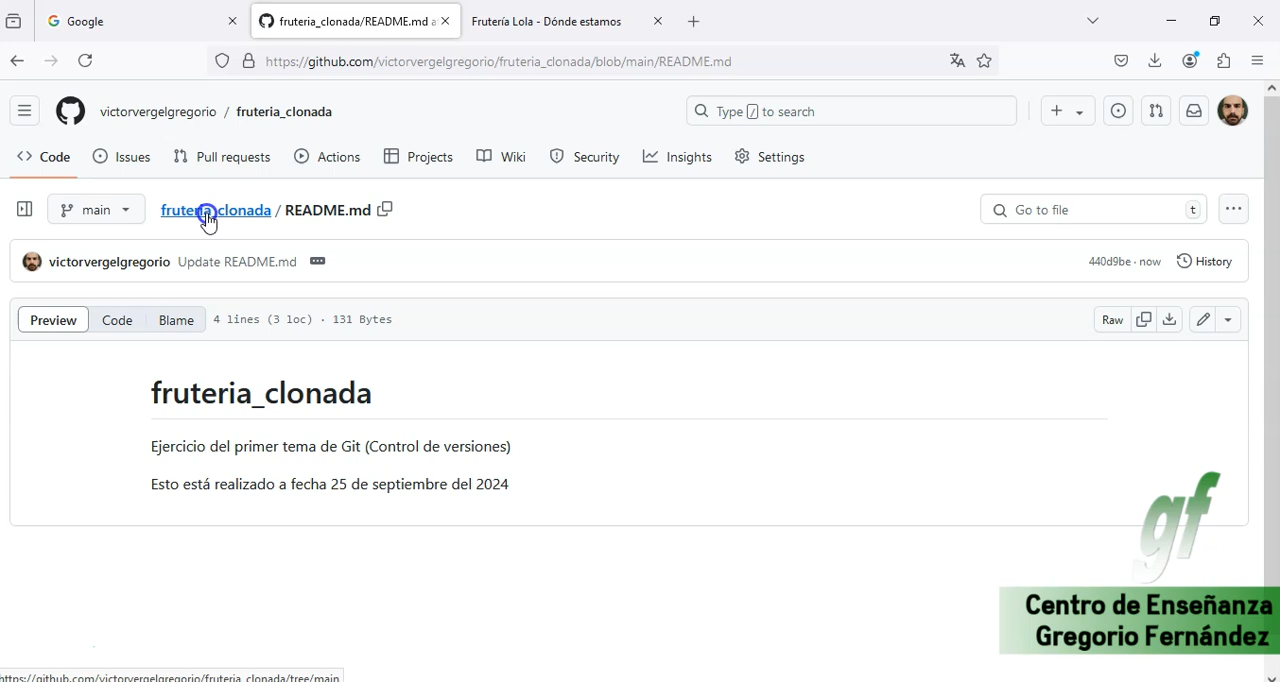 Google
fruteria_clonada/README.md a
Frutería Lola - Dónde estamos
https://github.com/victorvergelgregorio/fruteria_clonada/blob/main/README.md
victorvergelgregorio / fruteria_clonada
Type / to search
Code
Issues
Pull requests
Actions
Projects
Wiki
Security
Insights
Settings
main
fruteria_clonada / README.md
Go to file
t
victorvergelgregorio Update README.md
440d9be · now
History
Preview
Code
Blame
4 lines (3 loc) · 131 Bytes
Raw
fruteria_clonada
Ejercicio del primer tema de Git (Control de versiones)
Esto está realizado a fecha 25 de septiembre del 2024
gf
Centro de Enseñanza
Gregorio Fernández
https://github.com/victorvergelgregorio/fruteria_clonada/tree/main